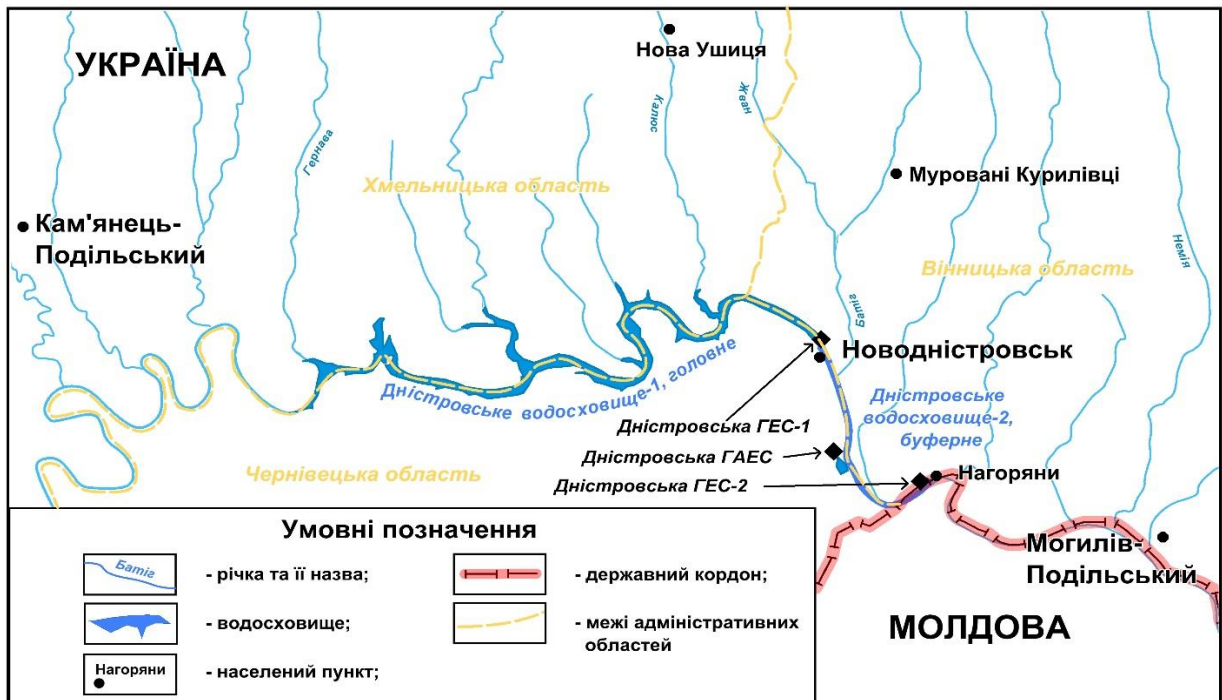 УКРАЇНА
Нова Ушиця
Калюс
Жван
Гернава
Хмельницька область
Муровані Курилівці
Кам'янець-
Подільський
Немія
Вінницька область
Батіг
Новодністровськ
Дністровське водосховище-1, головне
Дністровське
водосховище-2,
буферне
Дністровська ГЕС-1
Дністровська ГАЕС
Дністровська ГЕС-2
Чернівецька область
Нагоряни
Могилів-
Подільський
МОЛДОВА
Умовні позначення
Батіг
- річка та її назва;
- державний кордон;
- водосховище;
- межі адміністративних
областей
Нагоряни
- населений пункт;